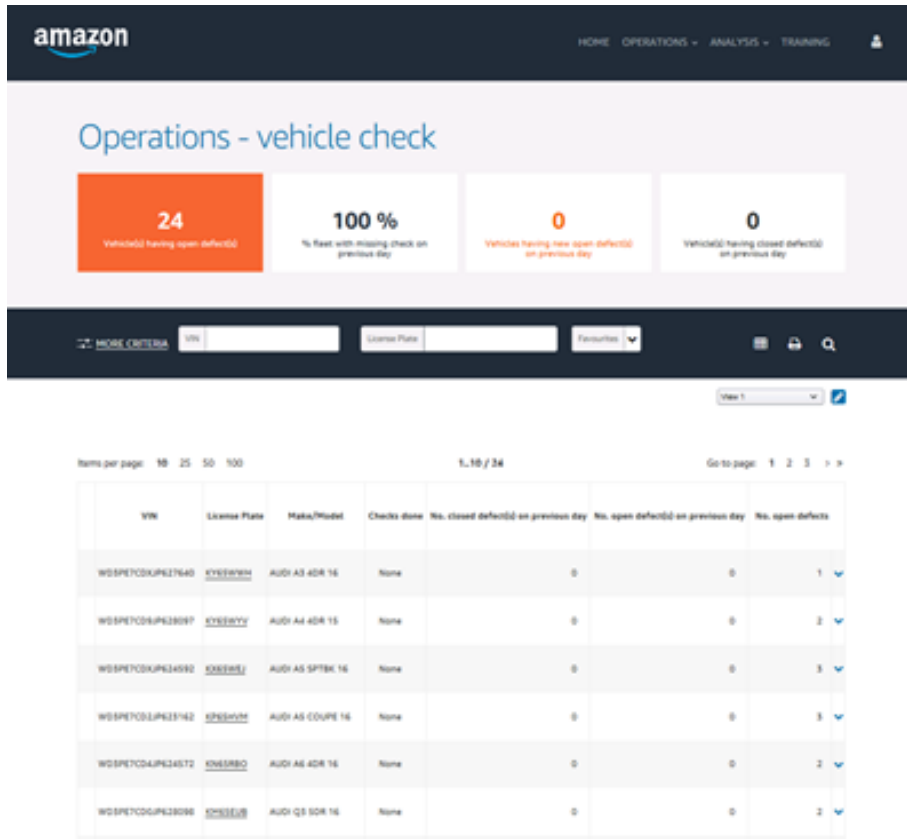 amazon
HOME OPERATIONS ANALYSIS TRAINING
Operations - vehicle check
24
Vehicle(s) having open defect(s)
100 %
% fleet with missing check on
previous day
0
Vehicles having new open defect(s)
on previous day
0
Vehicle(s) having closed defect(s)
on previous day
MORE CRITERIA VIN License Plate Favourites
View 1
Items per page: 10 25 50 100 Go to page: 1 2 3 › »
VIN License Plate Make/Model Checks done No. closed defect(s) on previous day No. open defect(s) on previous day No. open defects
AUDI A3 4DR 16 None 0 0 1
AUDI A4 4DR 15 None 0 0 2
AUDI A5 SPTBK 16 None 0 0 3
AUDI A5 COUPE 16 None 0 0 3
AUDI A6 4DR 16 None 0 0 2
AUDI Q3 5DR 16 None 0 0 2